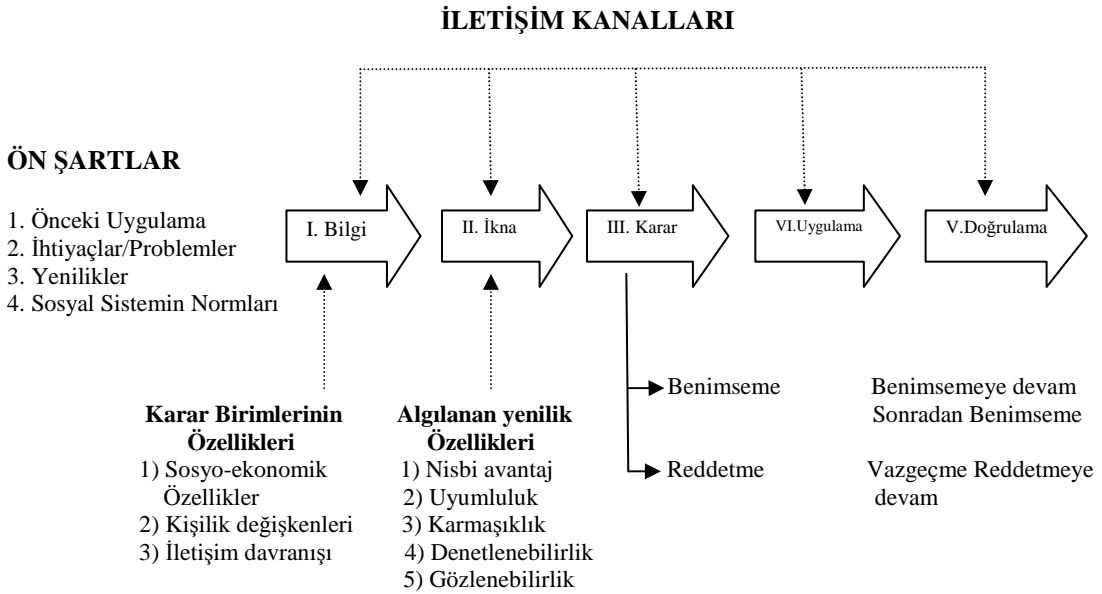 İLETİŞİM KANALLARI
ÖN ŞARTLAR
1. Önceki Uygulama
2. İhtiyaçlar/Problemler
3. Yenilikler
4. Sosyal Sistemin Normları
I. Bilgi
II. İkna
III. Karar
VI.Uygulama
V.Doğrulama
Karar Birimlerinin
Özellikleri
1) Sosyo-ekonomik
Özellikler
2) Kişilik değişkenleri
3) İletişim davranışı
Algılanan yenilik
Özellikleri
1) Nisbi avantaj
2) Uyumluluk
3) Karmaşıklık
4) Denetlenebilirlik
5) Gözlenebilirlik
Benimseme
Reddetme
Benimsemeye devam
Sonradan Benimseme
Vazgeçme Reddetmeye
devam